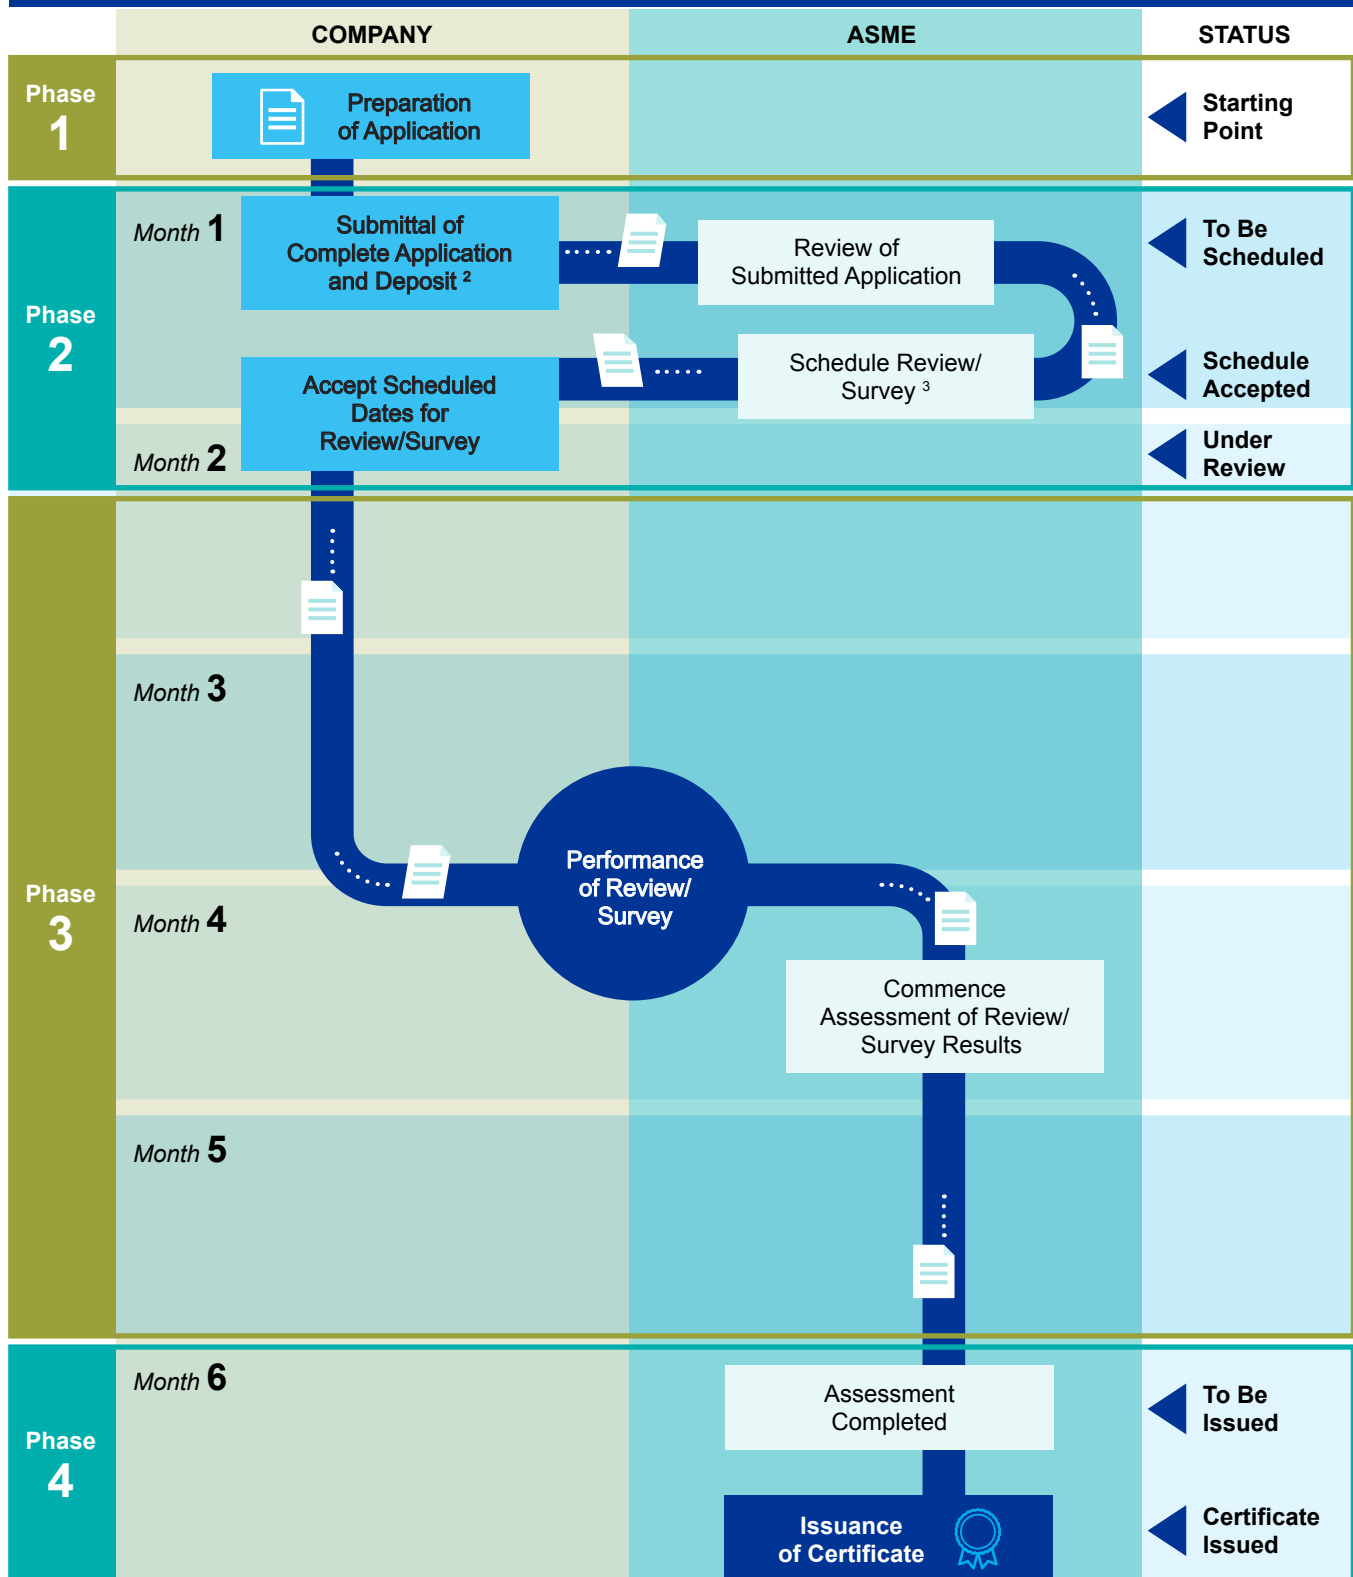 COMPANY
ASME
STATUS
Phase
1
Preparation
of Application
Starting
Point
Phase
2
Month 1
Submittal of
Complete Application
and Deposit ²
Review of
Submitted Application
To Be
Scheduled
Schedule Review/
Survey ³
Schedule
Accepted
Accept Scheduled
Dates for
Review/Survey
Month 2
Under
Review
Phase
3
Month 3
Performance
of Review/
Survey
Month 4
Commence
Assessment of Review/
Survey Results
Month 5
Phase
4
Month 6
Assessment
Completed
To Be
Issued
Issuance
of Certificate
Certificate
Issued